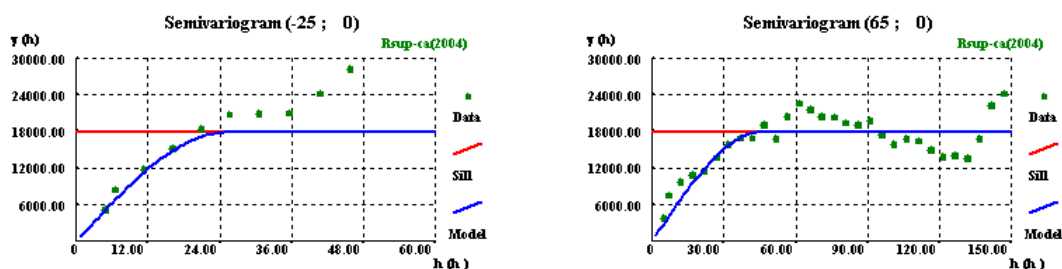 Semivariogram (-25 ; 0)
γ (h)
Rsup-ca(2004)
30000.00
24000.00
18000.00
12000.00
6000.00
0 12.00 24.00 36.00 48.00 60.00
h (h )
Data
Sill
Model
Semivariogram (65 ; 0)
γ (h)
Rsup-ca(2004)
30000.00
24000.00
18000.00
12000.00
6000.00
0 30.00 60.00 90.00 120.00 150.00
h (h )
Data
Sill
Model